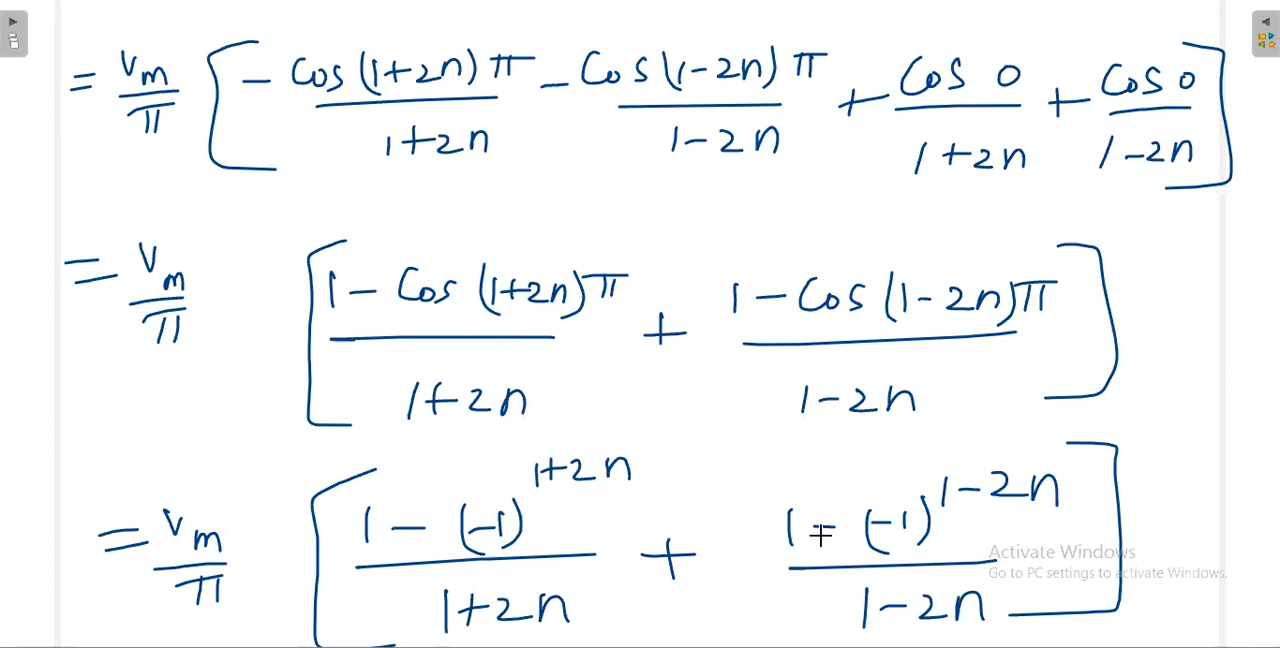 = Vm/π [ - cos(1+2n)π/1+2n - cos(1-2n)π/1-2n + cos 0/1+2n + cos 0/1-2n ]
= Vm/π [ 1 - cos(1+2n)π/1+2n + 1 - cos(1-2n)π/1-2n ]
= Vm/π [ 1 - (-1)^1+2n/1+2n + 1 - (-1)^1-2n/1-2n ]
Activate Windows
Go to PC settings to activate Windows.